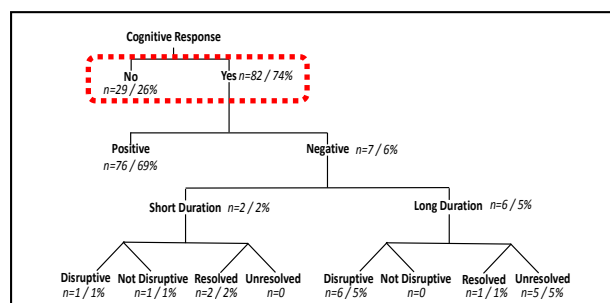 Cognitive Response
No Yes n=82 / 74%
n=29 / 26%
Positive Negative n=7 / 6%
n=76 / 69%
Short Duration n=2 / 2% Long Duration n=6 / 5%
Disruptive Not Disruptive Resolved Unresolved Disruptive Not Disruptive Resolved Unresolved
n=1 / 1% n=1 / 1% n=2 / 2% n=0 n=6 / 5% n=0 n=1 / 1% n=5 / 5%